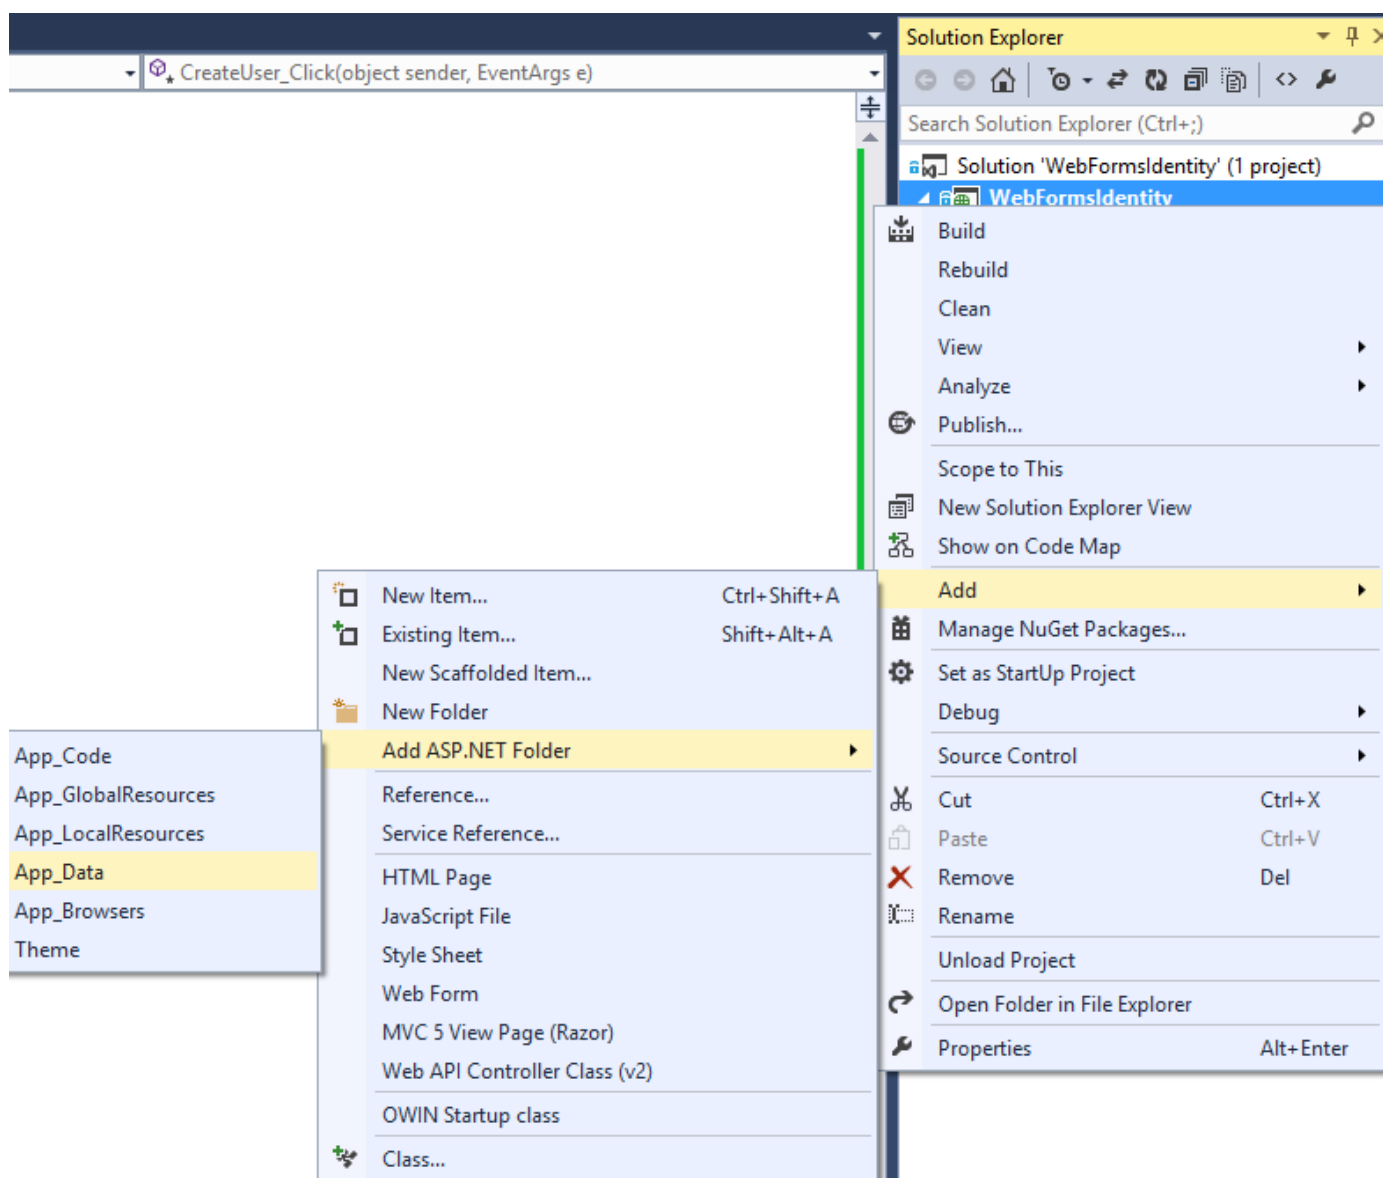 Solution Explorer
CreateUser_Click(object sender, EventArgs e)
Search Solution Explorer (Ctrl+;)
Solution 'WebFormsIdentity' (1 project)
WebFormsIdentity
Build
Rebuild
Clean
View
Analyze
Publish...
Scope to This
New Solution Explorer View
Show on Code Map
Add
Manage NuGet Packages...
Set as StartUp Project
Debug
Source Control
Cut Ctrl+X
Paste Ctrl+V
Remove Del
Rename
Unload Project
Open Folder in File Explorer
Properties Alt+Enter
New Item... Ctrl+Shift+A
Existing Item... Shift+Alt+A
New Scaffolded Item...
New Folder
Add ASP.NET Folder
Reference...
Service Reference...
HTML Page
JavaScript File
Style Sheet
Web Form
MVC 5 View Page (Razor)
Web API Controller Class (v2)
OWIN Startup class
Class...
App_Code
App_GlobalResources
App_LocalResources
App_Data
App_Browsers
Theme